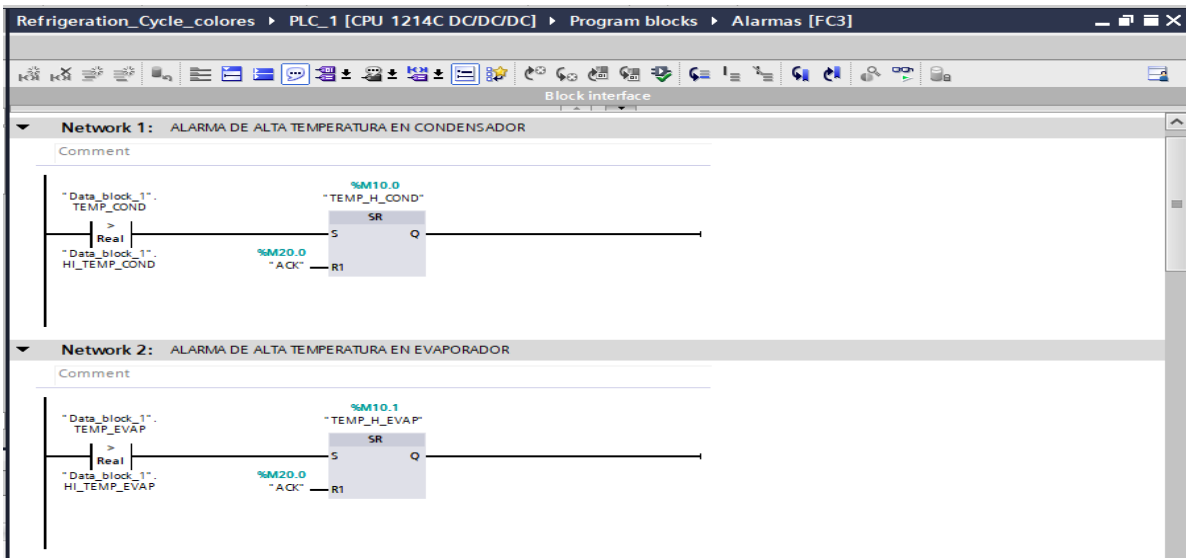 Refrigeration_Cycle_colores ▸ PLC_1 [CPU 1214C DC/DC/DC] ▸ Program blocks ▸ Alarmas [FC3]
Block interface
Network 1: ALARMA DE ALTA TEMPERATURA EN CONDENSADOR
Comment
"Data_block_1".
TEMP_COND
>
Real
"Data_block_1".
HI_TEMP_COND
%M20.0
"ACK"
%M10.0
"TEMP_H_COND"
SR
S Q
R1
Network 2: ALARMA DE ALTA TEMPERATURA EN EVAPORADOR
Comment
"Data_block_1".
TEMP_EVAP
>
Real
"Data_block_1".
HI_TEMP_EVAP
%M20.0
"ACK"
%M10.1
"TEMP_H_EVAP"
SR
S Q
R1